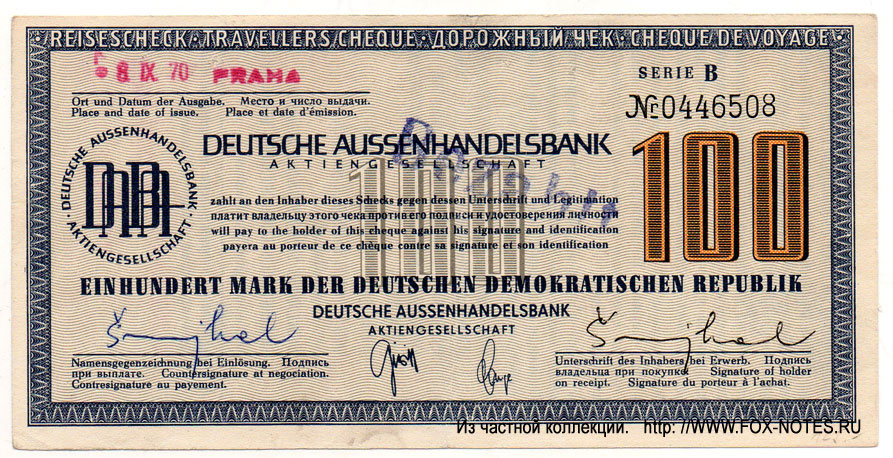 REISESCHECK · TRAVELLERS CHEQUE · ДОРОЖНЫЙ ЧЕК · CHEQUE DE VOYAGE
8 IX. 70 PRAHA
SERIE B
Ort und Datum der Ausgabe. Место и число выдачи.
Place and date of issue. Place et date d'émission.
№ 0446508
DEUTSCHE AUSSENHANDELSBANK
AKTIENGESELLSCHAFT
DEUTSCHE AUSSENHANDELSBANK · AKTIENGESELLSCHAFT ·
DABA
Bezahlt
100
100
zahlt an den Inhaber dieses Schecks gegen dessen Unterschrift und Legitimation
платит владельцу этого чека против его подписи и удостоверения личности
will pay to the holder of this cheque against his signature and identification
payera au porteur de ce chèque contre sa signature et son identification
EINHUNDERT MARK DER DEUTSCHEN DEMOKRATISCHEN REPUBLIK
DEUTSCHE AUSSENHANDELSBANK
AKTIENGESELLSCHAFT
Namensgegenzeichnung bei Einlösung. Подпись
при выплате. Countersignature at negociation.
Contresignature au payement.
Unterschrift des Inhabers bei Erwerb. Подпись
владельца при покупке. Signature of holder
on receipt. Signature du porteur à l'achat.
Из частной коллекции. http: //WWW.FOX-NOTES.RU